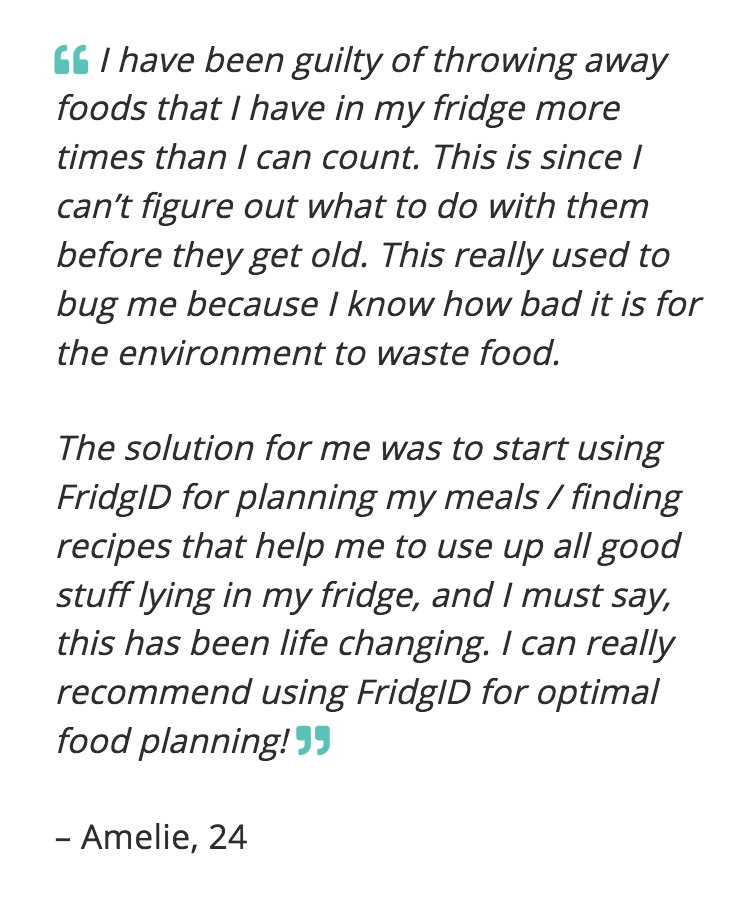 ❝ I have been guilty of throwing away
foods that I have in my fridge more
times than I can count. This is since I
can’t figure out what to do with them
before they get old. This really used to
bug me because I know how bad it is for
the environment to waste food.
The solution for me was to start using
FridgID for planning my meals / finding
recipes that help me to use up all good
stuff lying in my fridge, and I must say,
this has been life changing. I can really
recommend using FridgID for optimal
food planning! ❞
– Amelie, 24